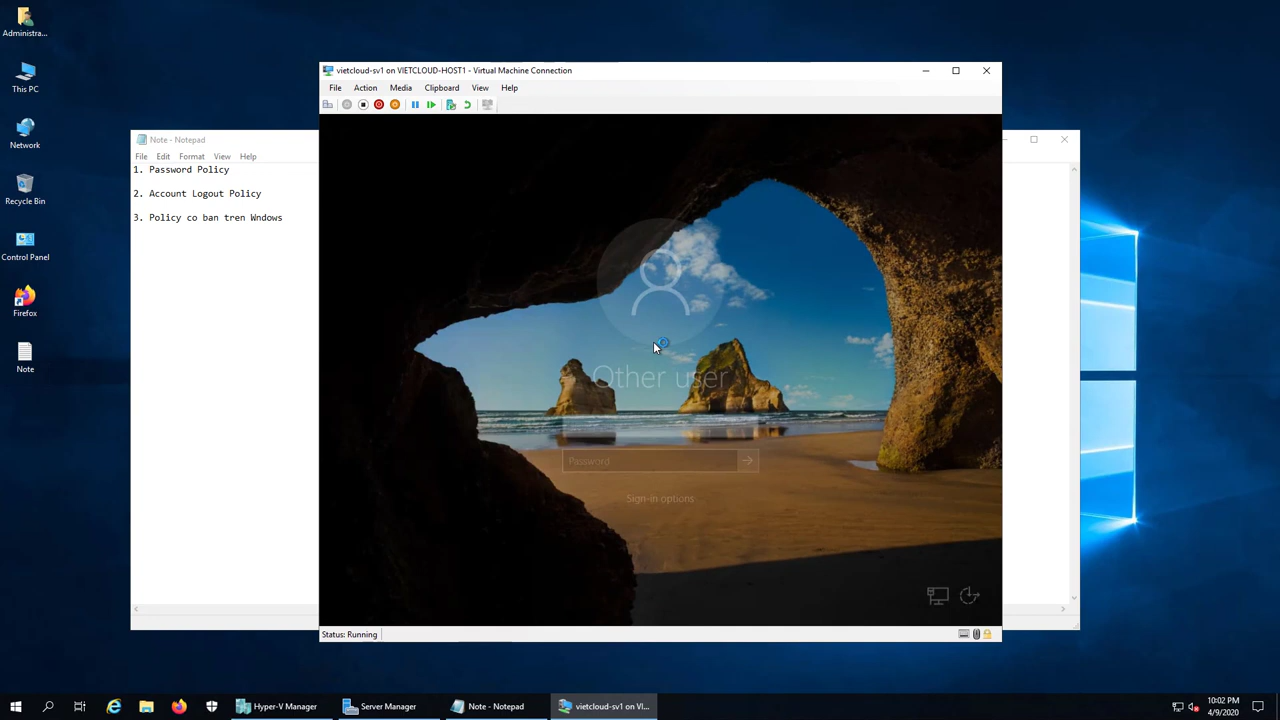 Administra...
This PC
Network
Recycle Bin
Control Panel
Firefox
Note
Note - Notepad
File Edit Format View Help
1. Password Policy
2. Account Logout Policy
3. Policy co ban tren Wndows
vietcloud-sv1 on VIETCLOUD-HOST1 - Virtual Machine Connection
File Action Media Clipboard View Help
Other user
Password
Sign-in options
Status: Running
Hyper-V Manager
Server Manager
Note - Notepad
vietcloud-sv1 on VI...
10:02 PM
4/9/2020